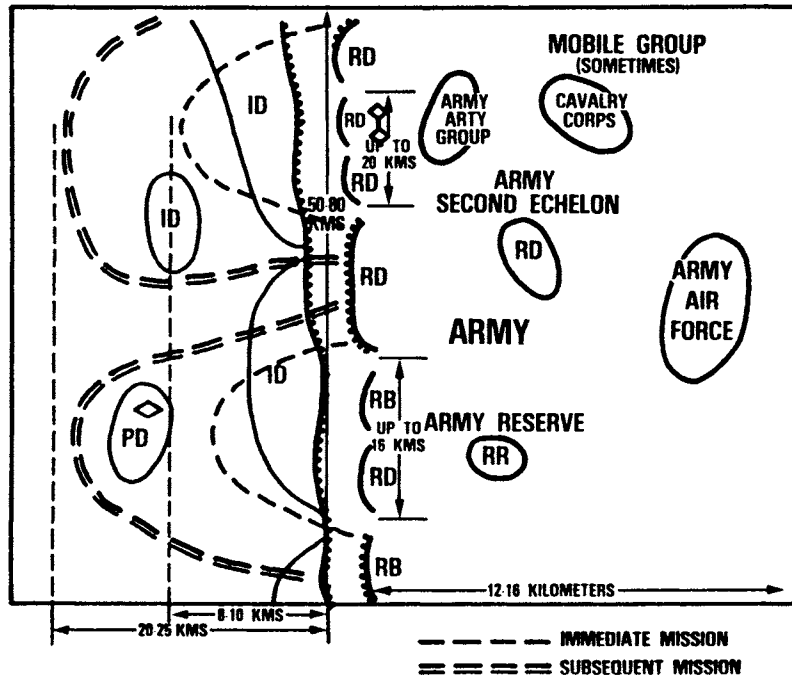 MOBILE GROUP
(SOMETIMES)
RD
ID
RD
ARMY
ARTY
GROUP
CAVALRY
CORPS
UP TO
20 KMS
RD
ARMY
SECOND ECHELON
50-80
KMS
ID
RD
RD
ARMY
AIR
FORCE
ARMY
ID
RB
PD
UP TO
15 KMS
ARMY RESERVE
RD
RR
RB
12-16 KILOMETERS
8-10 KMS
20-25 KMS
IMMEDIATE MISSION
SUBSEQUENT MISSION